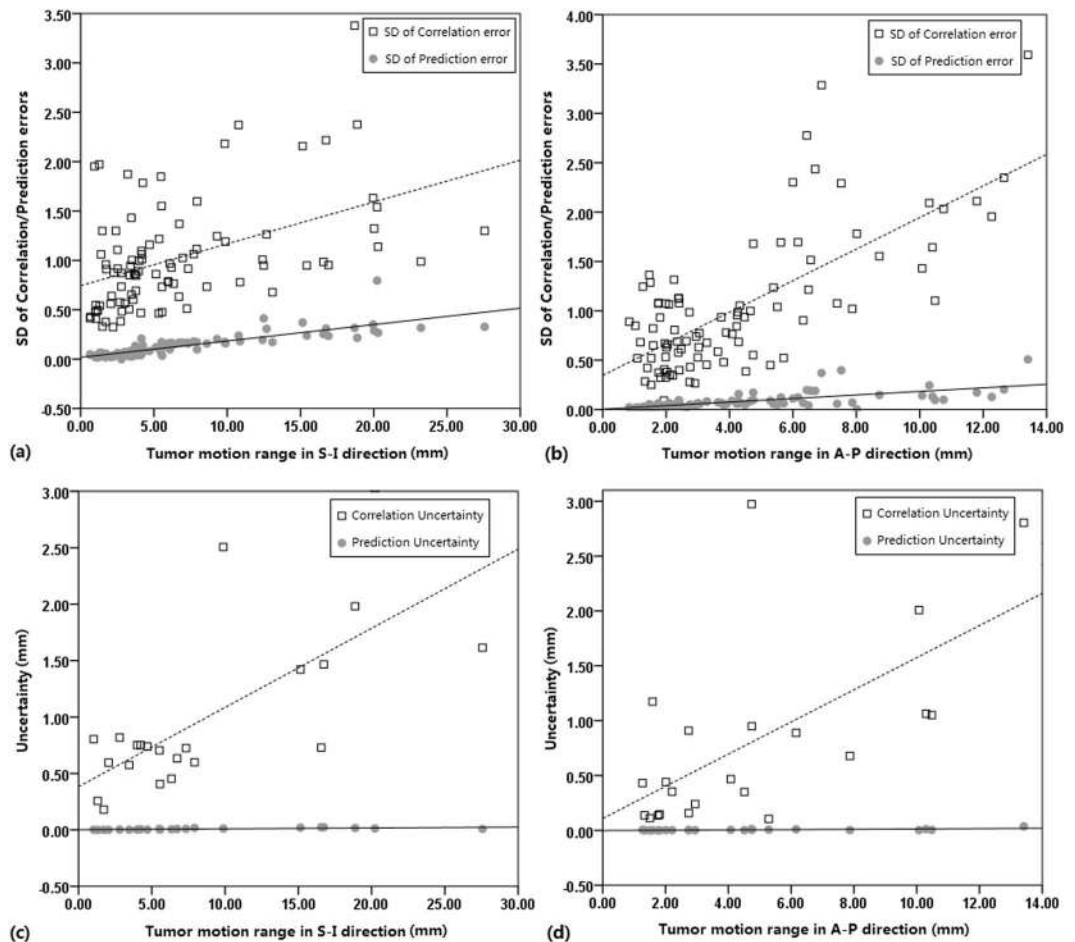 3.50
3.00
2.50
2.00
1.50
1.00
0.50
0.00
-0.50
SD of Correlation/Prediction errors
SD of Correlation error
SD of Prediction error
0.00 5.00 10.00 15.00 20.00 25.00 30.00
(a) Tumor motion range in S-I direction (mm)
4.00
3.50
3.00
2.50
2.00
1.50
1.00
0.50
0.00
SD of Correlation/Prediction errors
SD of Correlation error
SD of Prediction error
0.00 2.00 4.00 6.00 8.00 10.00 12.00 14.00
(b) Tumor motion range in A-P direction (mm)
3.00
2.50
2.00
1.50
1.00
0.50
0.00
-0.50
Uncertainty (mm)
Correlation Uncertainty
Prediction Uncertainty
0.00 5.00 10.00 15.00 20.00 25.00 30.00
(c) Tumor motion range in S-I direction (mm)
3.00
2.50
2.00
1.50
1.00
0.50
0.00
-0.50
Uncertainty (mm)
Correlation Uncertainty
Prediction Uncertainty
0.00 2.00 4.00 6.00 8.00 10.00 12.00 14.00
(d) Tumor motion range in A-P direction (mm)